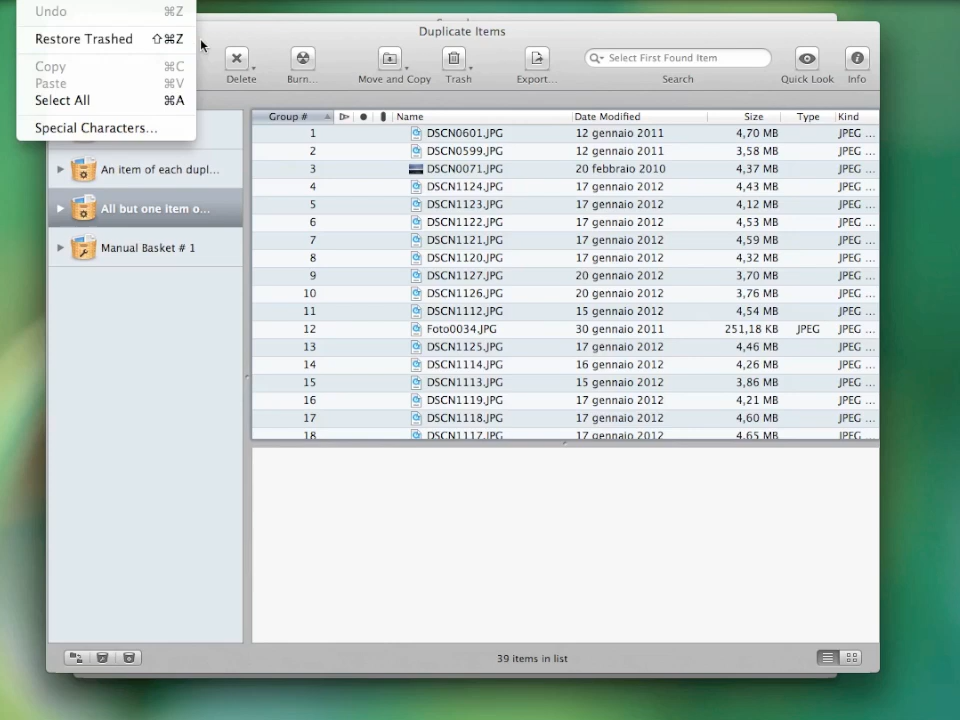 Undo ⌘Z
Restore Trashed ⇧⌘Z
Copy ⌘C
Paste ⌘V
Select All ⌘A
Special Characters...
Duplicate Items
Delete
Burn...
Move and Copy
Trash
Export...
Select First Found Item
Search
Quick Look
Info
An item of each dupl...
All but one item o...
Manual Basket # 1
Group # Name Date Modified Size Type Kind
1 DSCN0601.JPG 12 gennaio 2011 4,70 MB JPEG ...
2 DSCN0599.JPG 12 gennaio 2011 3,58 MB JPEG ...
3 DSCN0071.JPG 20 febbraio 2010 4,37 MB JPEG ...
4 DSCN1124.JPG 17 gennaio 2012 4,43 MB JPEG ...
5 DSCN1123.JPG 17 gennaio 2012 4,12 MB JPEG ...
6 DSCN1122.JPG 17 gennaio 2012 4,53 MB JPEG ...
7 DSCN1121.JPG 17 gennaio 2012 4,59 MB JPEG ...
8 DSCN1120.JPG 17 gennaio 2012 4,32 MB JPEG ...
9 DSCN1127.JPG 20 gennaio 2012 3,70 MB JPEG ...
10 DSCN1126.JPG 20 gennaio 2012 3,76 MB JPEG ...
11 DSCN1112.JPG 15 gennaio 2012 4,54 MB JPEG ...
12 Foto0034.JPG 30 gennaio 2011 251,18 KB JPEG JPEG ...
13 DSCN1125.JPG 17 gennaio 2012 4,46 MB JPEG ...
14 DSCN1114.JPG 16 gennaio 2012 4,26 MB JPEG ...
15 DSCN1113.JPG 15 gennaio 2012 3,86 MB JPEG ...
16 DSCN1119.JPG 17 gennaio 2012 4,21 MB JPEG ...
17 DSCN1118.JPG 17 gennaio 2012 4,60 MB JPEG ...
18 DSCN1117.JPG 17 gennaio 2012 4,65 MB JPEG ...
39 items in list